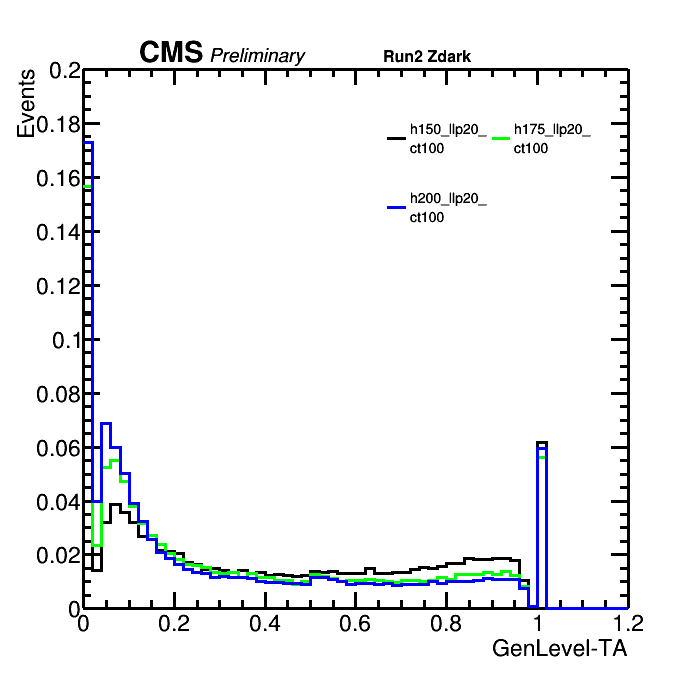 CMS Preliminary Run2 Zdark
Events
0.2
0.18
0.16
0.14
0.12
0.1
0.08
0.06
0.04
0.02
0
h150_llp20_
ct100
h175_llp20_
ct100
h200_llp20_
ct100
0 0.2 0.4 0.6 0.8 1 1.2
GenLevel-TA